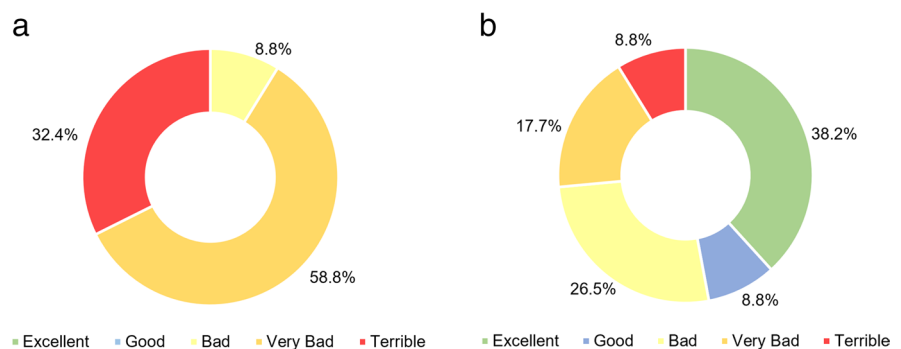 a
8.8%
32.4%
58.8%
Excellent Good Bad Very Bad Terrible
b
8.8%
17.7%
38.2%
26.5%
8.8%
Excellent Good Bad Very Bad Terrible